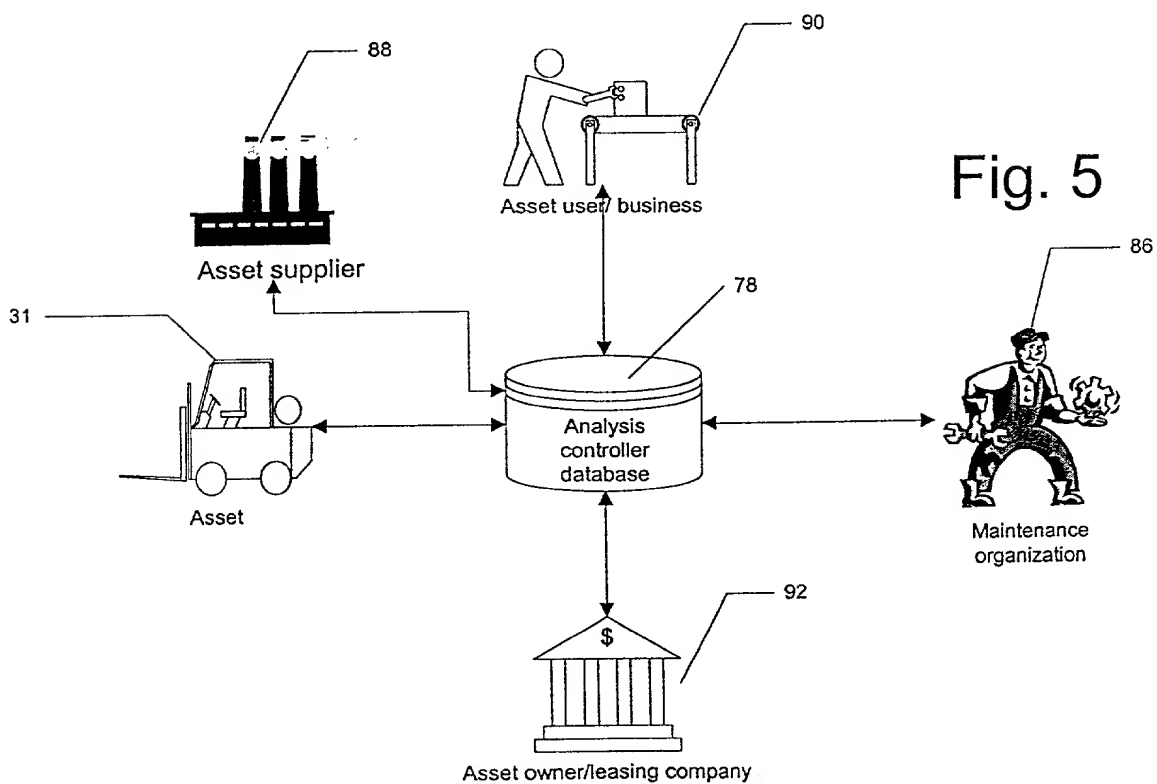 90
88
Fig. 5
Asset user/ business
86
Asset supplier
78
31
Analysis
controller
database
Asset
Maintenance
organization
92
$
Asset owner/leasing company